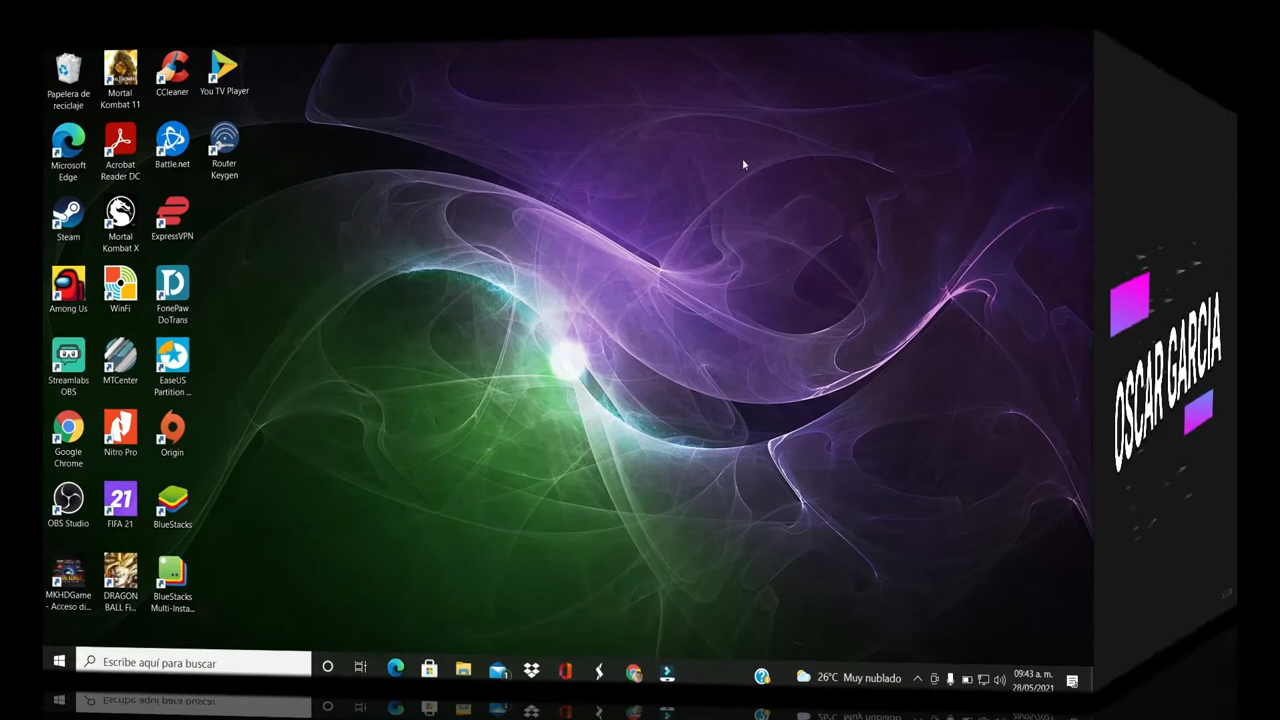 Papelera de
reciclaje
Mortal
Kombat 11
CCleaner
You TV Player
Microsoft
Edge
Acrobat
Reader DC
Battle.net
Router
Keygen
Steam
Mortal
Kombat X
ExpressVPN
Among Us
WinFi
FonePaw
DoTrans
Streamlabs
OBS
MTCenter
EaseUS
Partition ...
Google
Chrome
Nitro Pro
Origin
OBS Studio
21
FIFA 21
BlueStacks
MKHDGame
- Acceso di...
DRAGON
BALL Fi...
BlueStacks
Multi-Insta...
OSCAR GARCIA
Escribe aquí para buscar
26°C Muy nublado
09:43 a. m.
28/05/2021